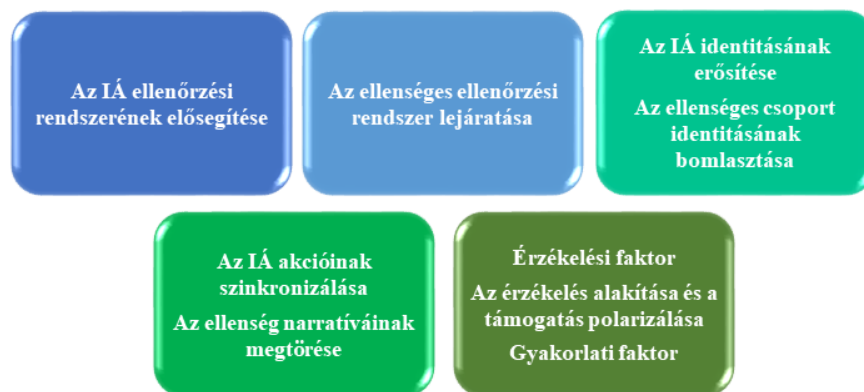 Az IÁ ellenőrzési
rendszerének elősegítése
Az ellenséges ellenőrzési
rendszer lejáratása
Az IÁ identitásának
erősítése
Az ellenséges csoport
identitásának
bomlasztása
Az IÁ akcióinak
szinkronizálása
Az ellenség narratíváinak
megtörése
Érzékelési faktor
Az érzékelés alakítása és a
támogatás polarizálása
Gyakorlati faktor